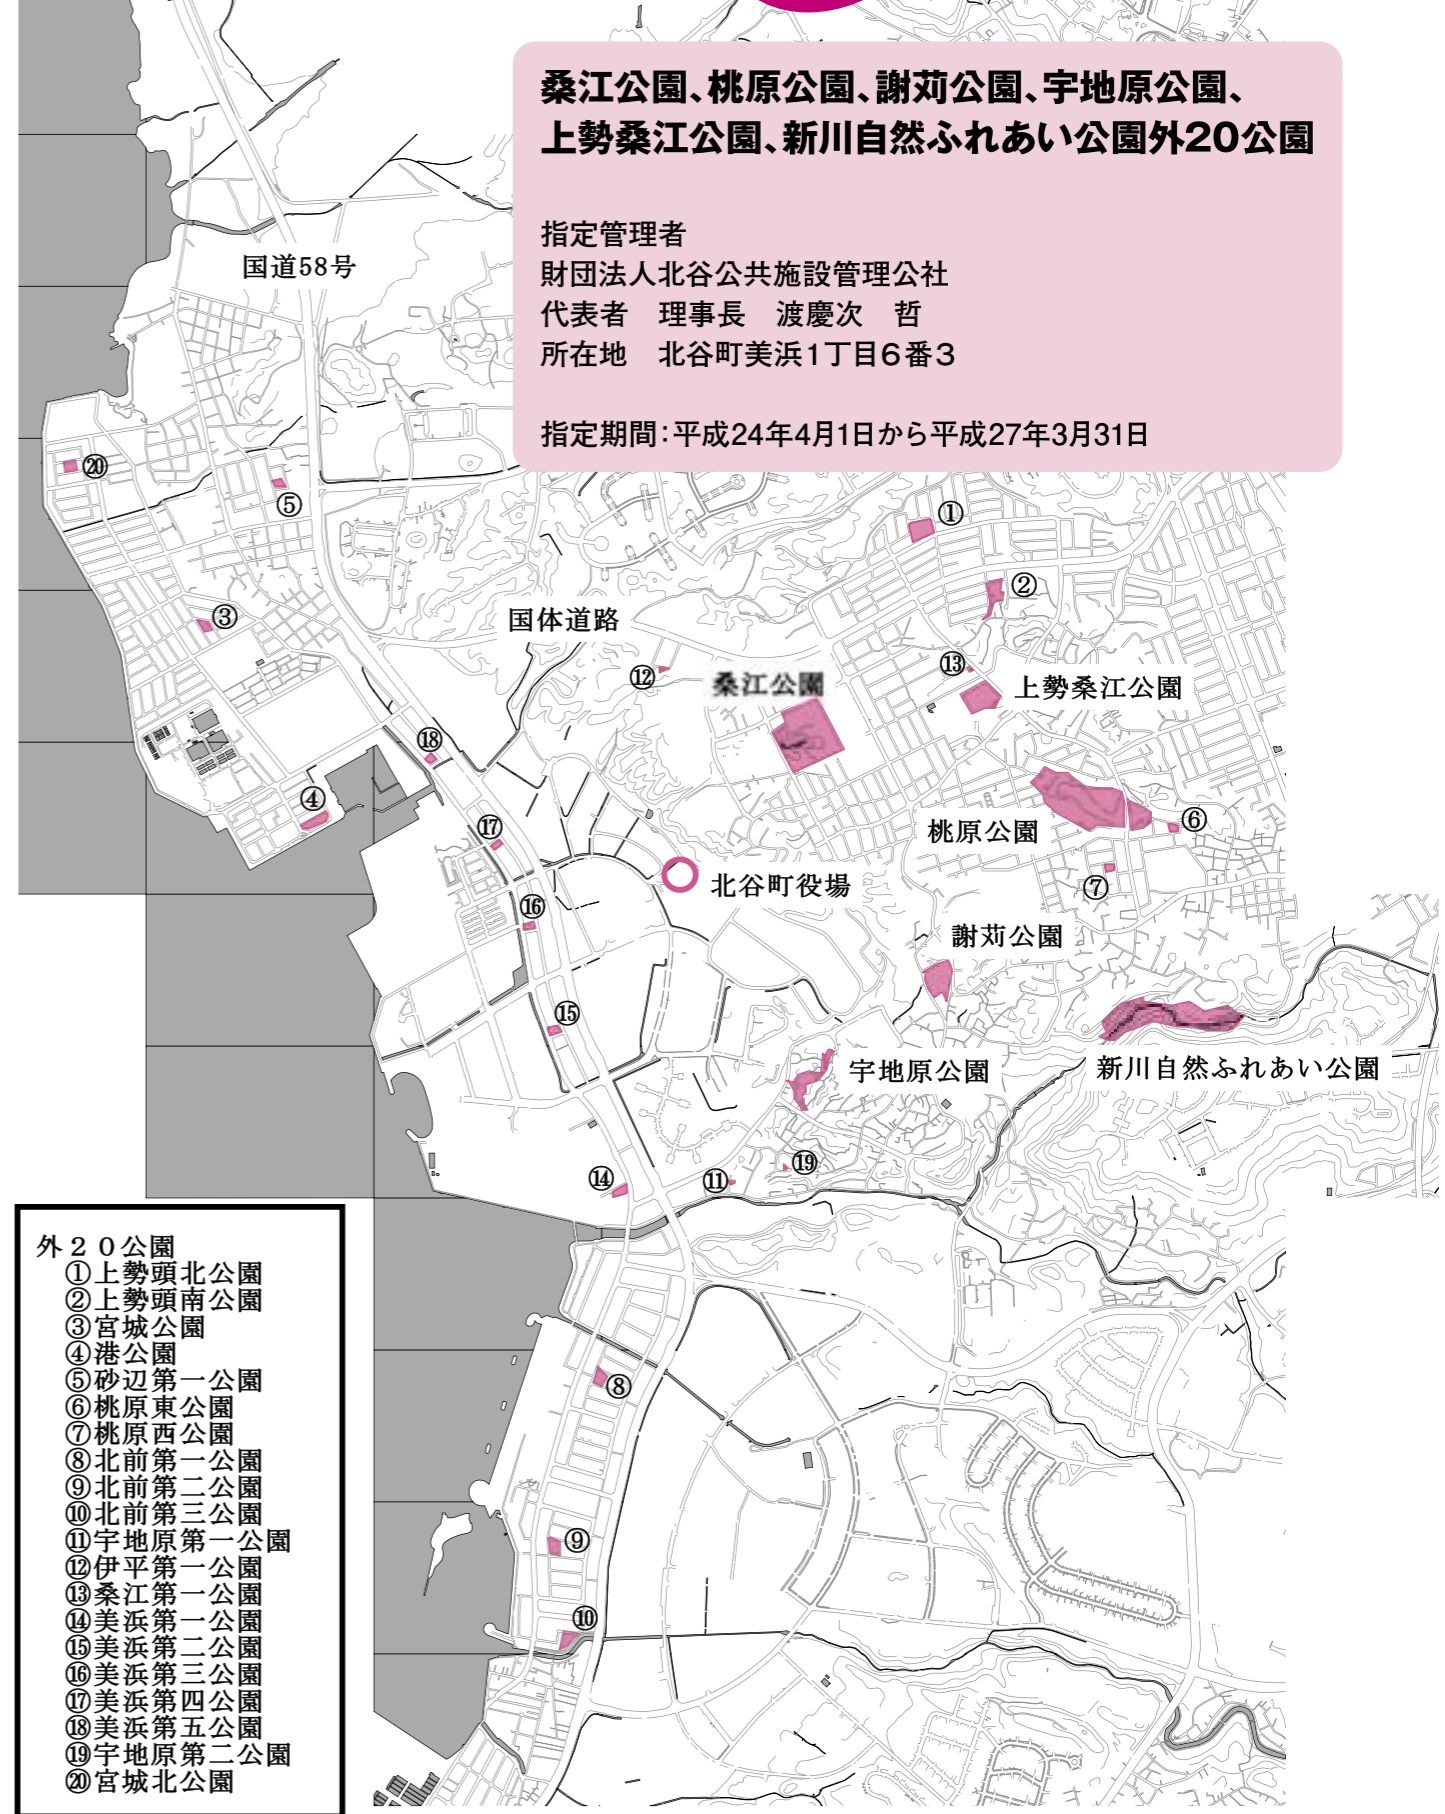 桑江公園、桃原公園、謝苅公園、宇地原公園、
上勢桑江公園、新川自然ふれあい公園外20公園
指定管理者
財団法人北谷公共施設管理公社
代表者　理事長　渡慶次　哲
所在地　北谷町美浜1丁目6番3
指定期間：平成24年4月1日から平成27年3月31日
国道58号
⑳
⑤
①
②
③
国体道路
⑫
⑬
桑江公園
上勢桑江公園
⑱
④
⑰
桃原公園
⑥
⑦
北谷町役場
⑯
謝苅公園
⑮
宇地原公園
新川自然ふれあい公園
⑭
⑪
⑲
⑧
⑨
⑩
外２０公園
①上勢頭北公園
②上勢頭南公園
③宮城公園
④港公園
⑤砂辺第一公園
⑥桃原東公園
⑦桃原西公園
⑧北前第一公園
⑨北前第二公園
⑩北前第三公園
⑪宇地原第一公園
⑫伊平第一公園
⑬桑江第一公園
⑭美浜第一公園
⑮美浜第二公園
⑯美浜第三公園
⑰美浜第四公園
⑱美浜第五公園
⑲宇地原第二公園
⑳宮城北公園